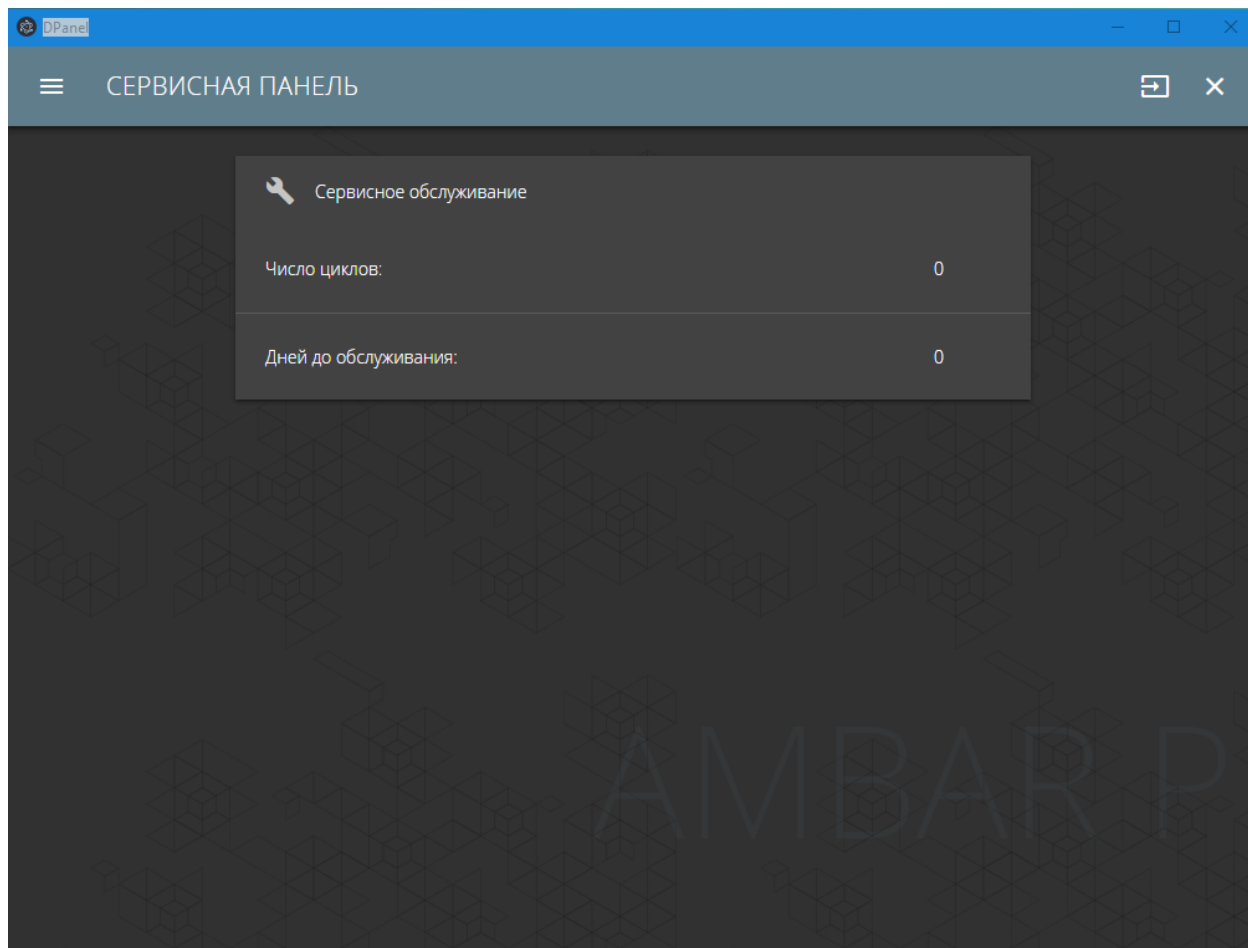 DPanel
СЕРВИСНАЯ ПАНЕЛЬ
Сервисное обслуживание
Число циклов: 0
Дней до обслуживания: 0
AMBAR P